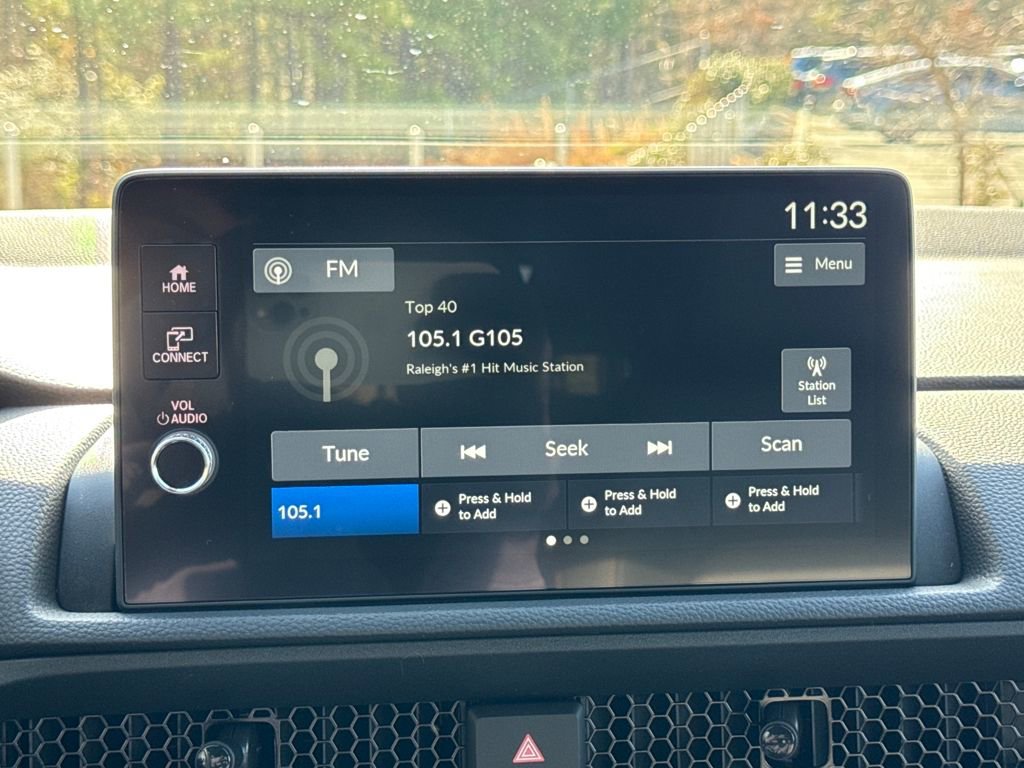 11:33
FM
Menu
HOME
Top 40
105.1 G105
Raleigh's #1 Hit Music Station
CONNECT
Station
List
VOL
AUDIO
Tune
Seek
Scan
105.1
Press & Hold
to Add
Press & Hold
to Add
Press & Hold
to Add